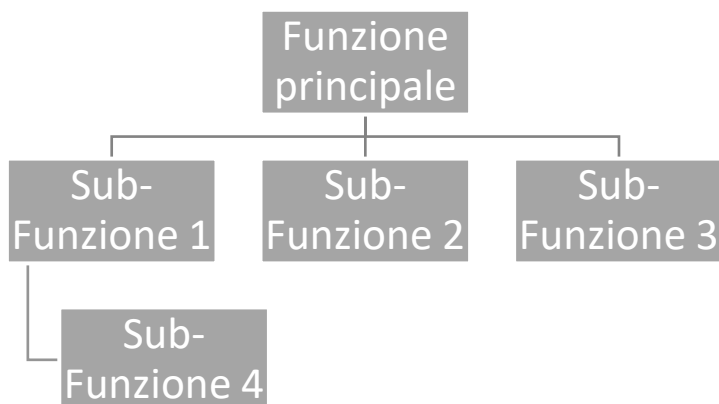 Funzione
principale
Sub-
Funzione 1
Sub-
Funzione 2
Sub-
Funzione 3
Sub-
Funzione 4